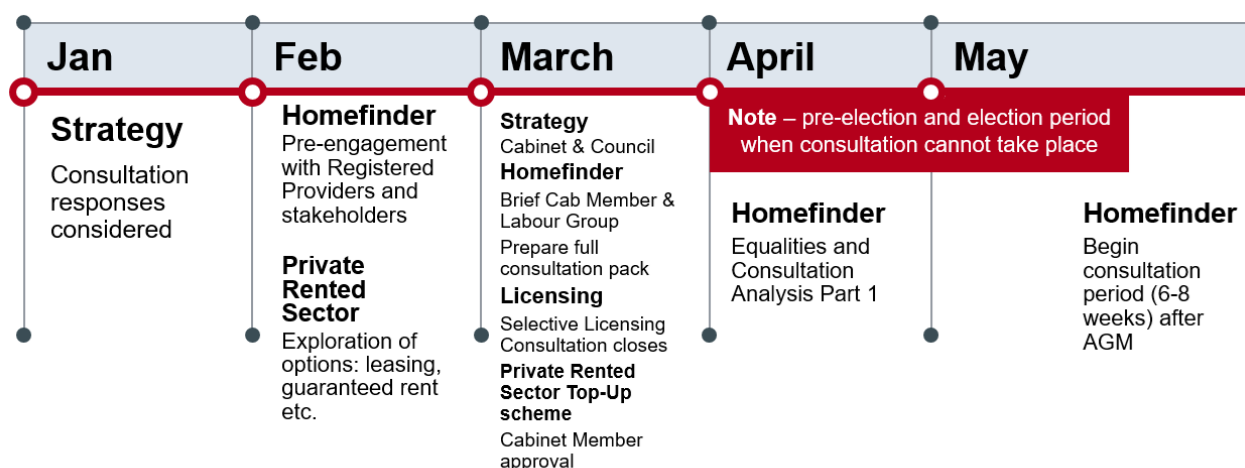 Jan
Feb
March
April
May
Strategy
Consultation
responses
considered
Homefinder
Pre-engagement
with Registered
Providers and
stakeholders
Private
Rented
Sector
Exploration of
options: leasing,
guaranteed rent
etc.
Strategy
Cabinet & Council
Homefinder
Brief Cab Member &
Labour Group
Prepare full
consultation pack
Licensing
Selective Licensing
Consultation closes
Private Rented
Sector Top-Up
scheme
Cabinet Member
approval
Note – pre-election and election period
when consultation cannot take place
Homefinder
Equalities and
Consultation
Analysis Part 1
Homefinder
Begin
consultation
period (6-8
weeks) after
AGM